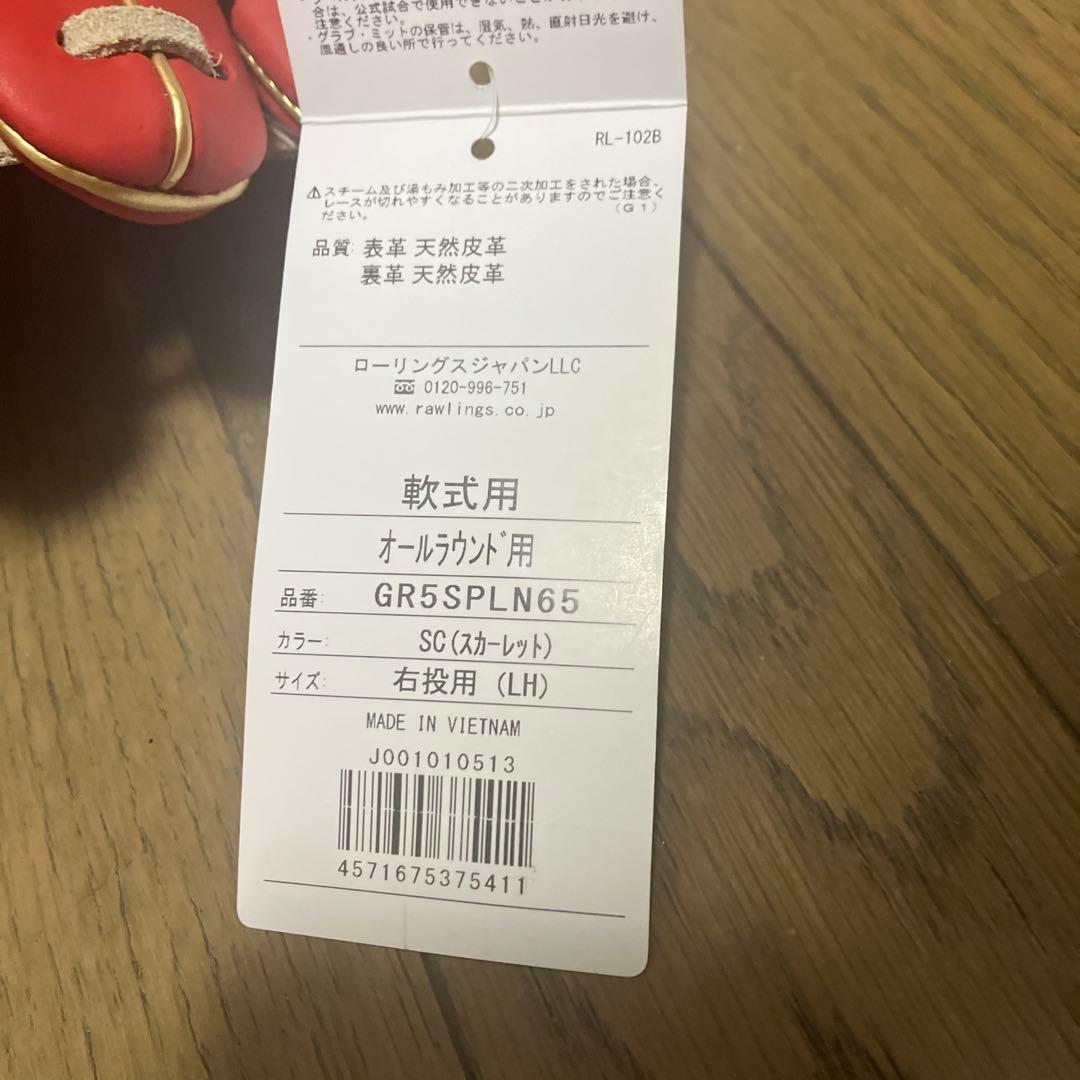 合は、公式試合で使用できないことが
注意ください。
・グラブ・ミットの保管は、湿気、熱、直射日光を避け、
風通しの良い所で行ってください。
RL-102B
⚠スチーム及び湯もみ加工等の二次加工をされた場合、
レースが切れやすくなることがありますのでご注意く
ださい。 (G1)
品質: 表革 天然皮革
裏革 天然皮革
ローリングスジャパンLLC
0120-996-751
www.rawlings.co.jp
軟式用
オールラウンド用
品番: GR5SPLN65
カラー: SC(スカーレット)
サイズ: 右投用 (LH)
MADE IN VIETNAM
J001010513
4571675375411